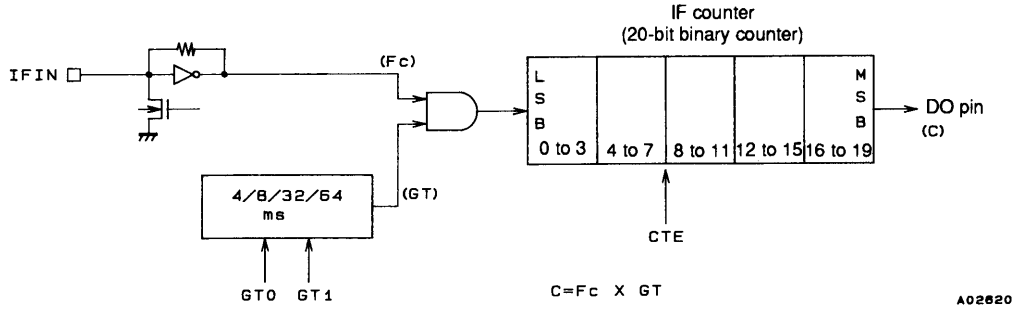 IF counter
(20-bit binary counter)
IFIN
(Fc)
L
S
B
M
S
B
0 to 3
4 to 7
8 to 11
12 to 15
16 to 19
DO pin
(C)
(GT)
4/8/32/64
ms
CTE
GT0 GT1
C=Fc X GT
A02620